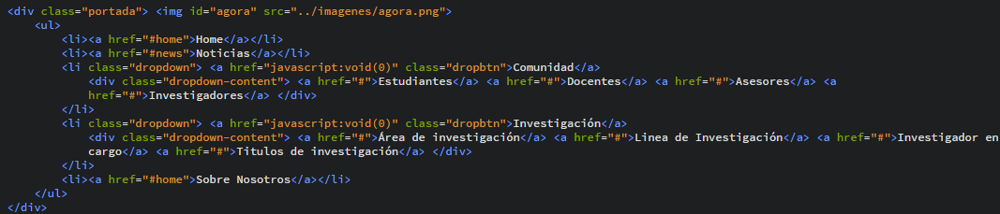 <div class="portada"> <img id="agora" src="../imagenes/agora.png">
    <ul>
        <li><a href="#home">Home</a></li>
        <li><a href="#news">Noticias</a></li>
        <li class="dropdown"> <a href="javascript:void(0)" class="dropbtn">Comunidad</a>
            <div class="dropdown-content"> <a href="#">Estudiantes</a> <a href="#">Docentes</a> <a href="#">Asesores</a> <a
            href="#">Investigadores</a> </div>
        </li>
        <li class="dropdown"> <a href="javascript:void(0)" class="dropbtn">Investigación</a>
            <div class="dropdown-content"> <a href="#">Área de investigación</a> <a href="#">Linea de Investigación</a> <a href="#">Investigador en
            cargo</a> <a href="#">Titulos de investigación</a> </div>
        </li>
        <li><a href="#home">Sobre Nosotros</a></li>
    </ul>
</div>